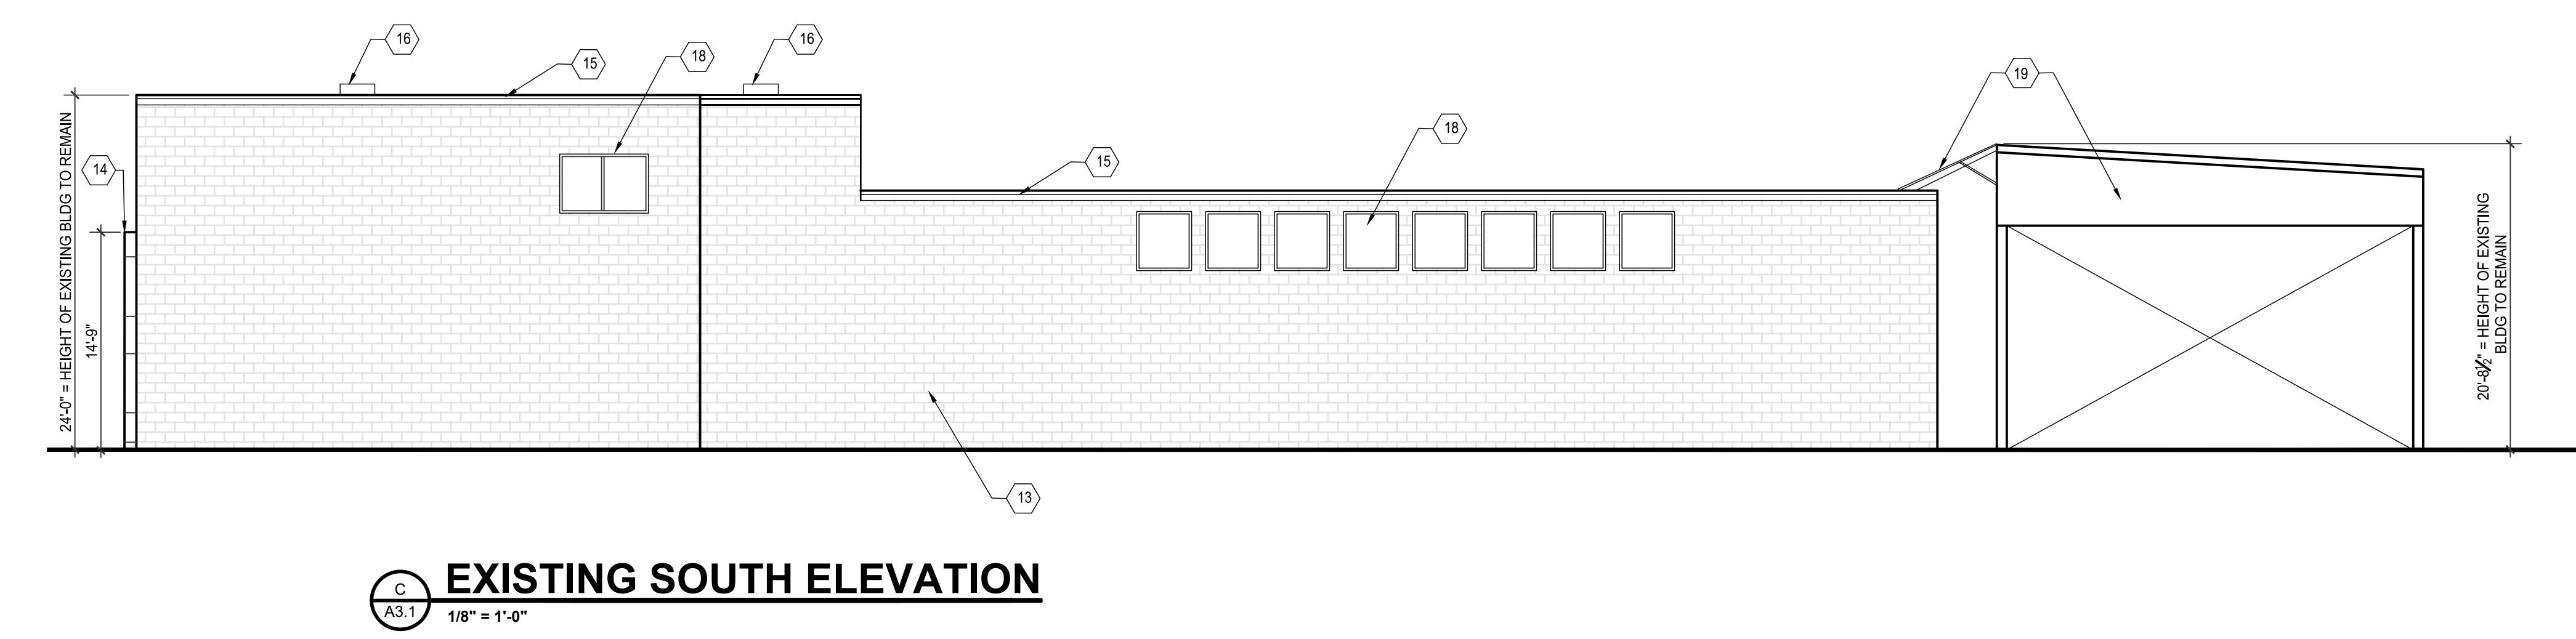 16
15
18
16
19
14
18
15
24'-0" = HEIGHT OF EXISTING BLDG TO REMAIN
14'-9"
20'-8½" = HEIGHT OF EXISTING
BLDG TO REMAIN
13
C
A3.1
EXISTING SOUTH ELEVATION
1/8" = 1'-0"